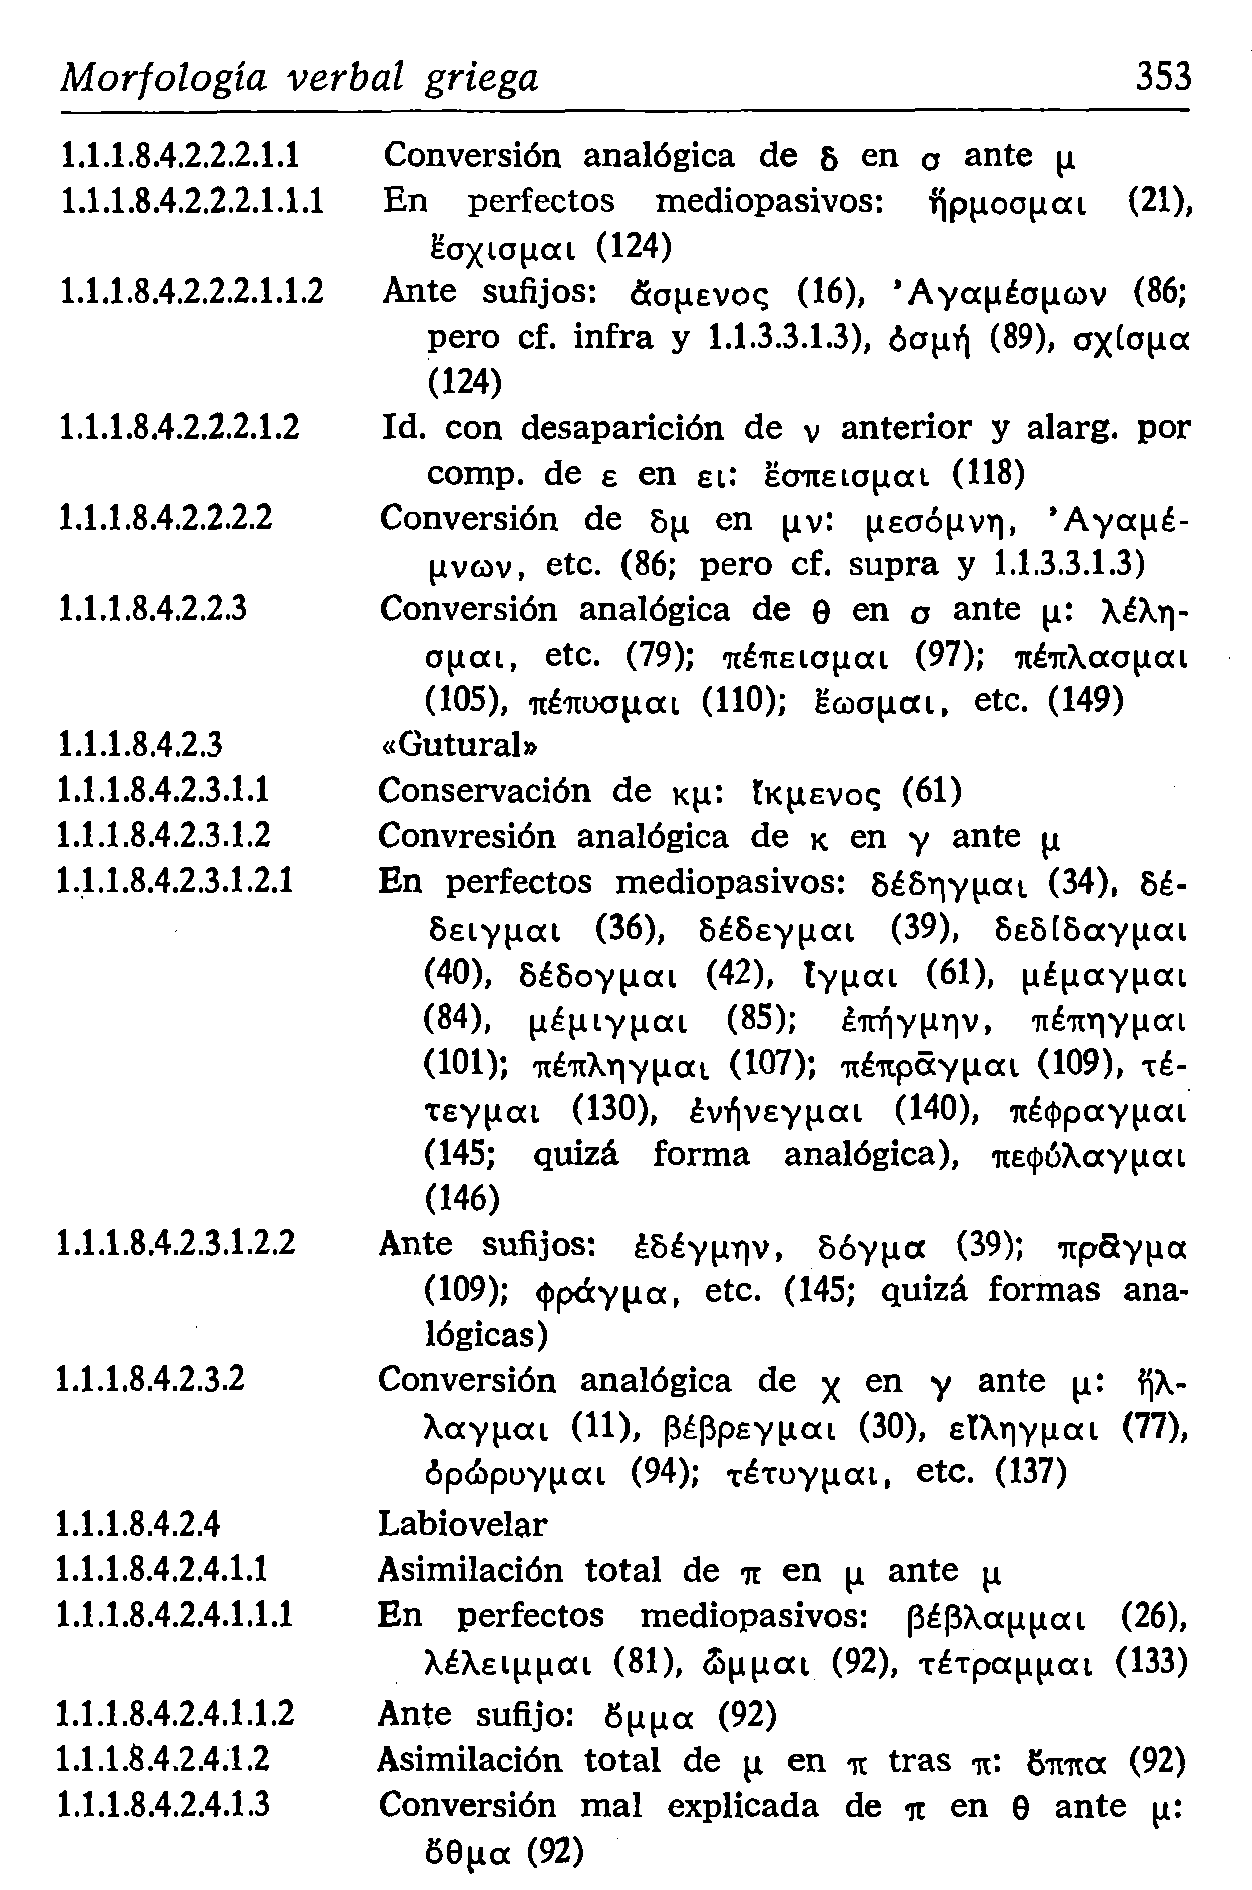 Morfología verbal griega 353
1.1.1.8.4.2.2.2.1.1 Conversión analógica de δ en σ ante μ
1.1.1.8.4.2.2.2.1.1.1 En perfectos mediopasivos: ἥρμοσμαι (21),
ἔσχισμαι (124)
1.1.1.8.4.2.2.2.1.1.2 Ante sufijos: ἄσμενος (16), Ἀγαμέσμων (86;
pero cf. infra y 1.1.3.3.1.3), ὀσμή (89), σχίσμα
(124)
1.1.1.8.4.2.2.2.1.2 Id. con desaparición de ν anterior y alarg. por
comp. de ε en ει: ἔσπεισμαι (118)
1.1.1.8.4.2.2.2.2 Conversión de δμ en μν: μεσόμνη, Ἀγαμέ-
μνων, etc. (86; pero cf. supra y 1.1.3.3.1.3)
1.1.1.8.4.2.2.3 Conversión analógica de θ en σ ante μ: λέλη-
σμαι, etc. (79); πέπεισμαι (97); πέπλασμαι
(105), πέπυσμαι (110); ἔωσμαι, etc. (149)
1.1.1.8.4.2.3 «Gutural»
1.1.1.8.4.2.3.1.1 Conservación de κμ: ἴκμενος (61)
1.1.1.8.4.2.3.1.2 Convresión analógica de κ en γ ante μ
1.1.1.8.4.2.3.1.2.1 En perfectos mediopasivos: δέδηγμαι (34), δέ-
δειγμαι (36), δέδεγμαι (39), δεδίδαγμαι
(40), δέδογμαι (42), ἷγμαι (61), μέμαγμαι
(84), μέμιγμαι (85); ἐπήγμην, πέπηγμαι
(101); πέπληγμαι (107); πέπρᾱγμαι (109), τέ-
τεγμαι (130), ἐνήνεγμαι (140), πέφραγμαι
(145; quizá forma analógica), πεφύλαγμαι
(146)
1.1.1.8.4.2.3.1.2.2 Ante sufijos: ἐδέγμην, δόγμα (39); πρᾶγμα
(109); φράγμα, etc. (145; quizá formas ana-
lógicas)
1.1.1.8.4.2.3.2 Conversión analógica de χ en γ ante μ: ἤλ-
λαγμαι (11), βέβρεγμαι (30), εἴληγμαι (77),
ὀρώρυγμαι (94); τέτυγμαι, etc. (137)
1.1.1.8.4.2.4 Labiovelar
1.1.1.8.4.2.4.1.1 Asimilación total de π en μ ante μ
1.1.1.8.4.2.4.1.1.1 En perfectos mediopasivos: βέβλαμμαι (26),
λέλειμμαι (81), ὦμμαι (92), τέτραμμαι (133)
1.1.1.8.4.2.4.1.1.2 Ante sufijo: ὄμμα (92)
1.1.1.8.4.2.4.1.2 Asimilación total de μ en π tras π: ὄππα (92)
1.1.1.8.4.2.4.1.3 Conversión mal explicada de π en θ ante μ:
ὄθμα (92)